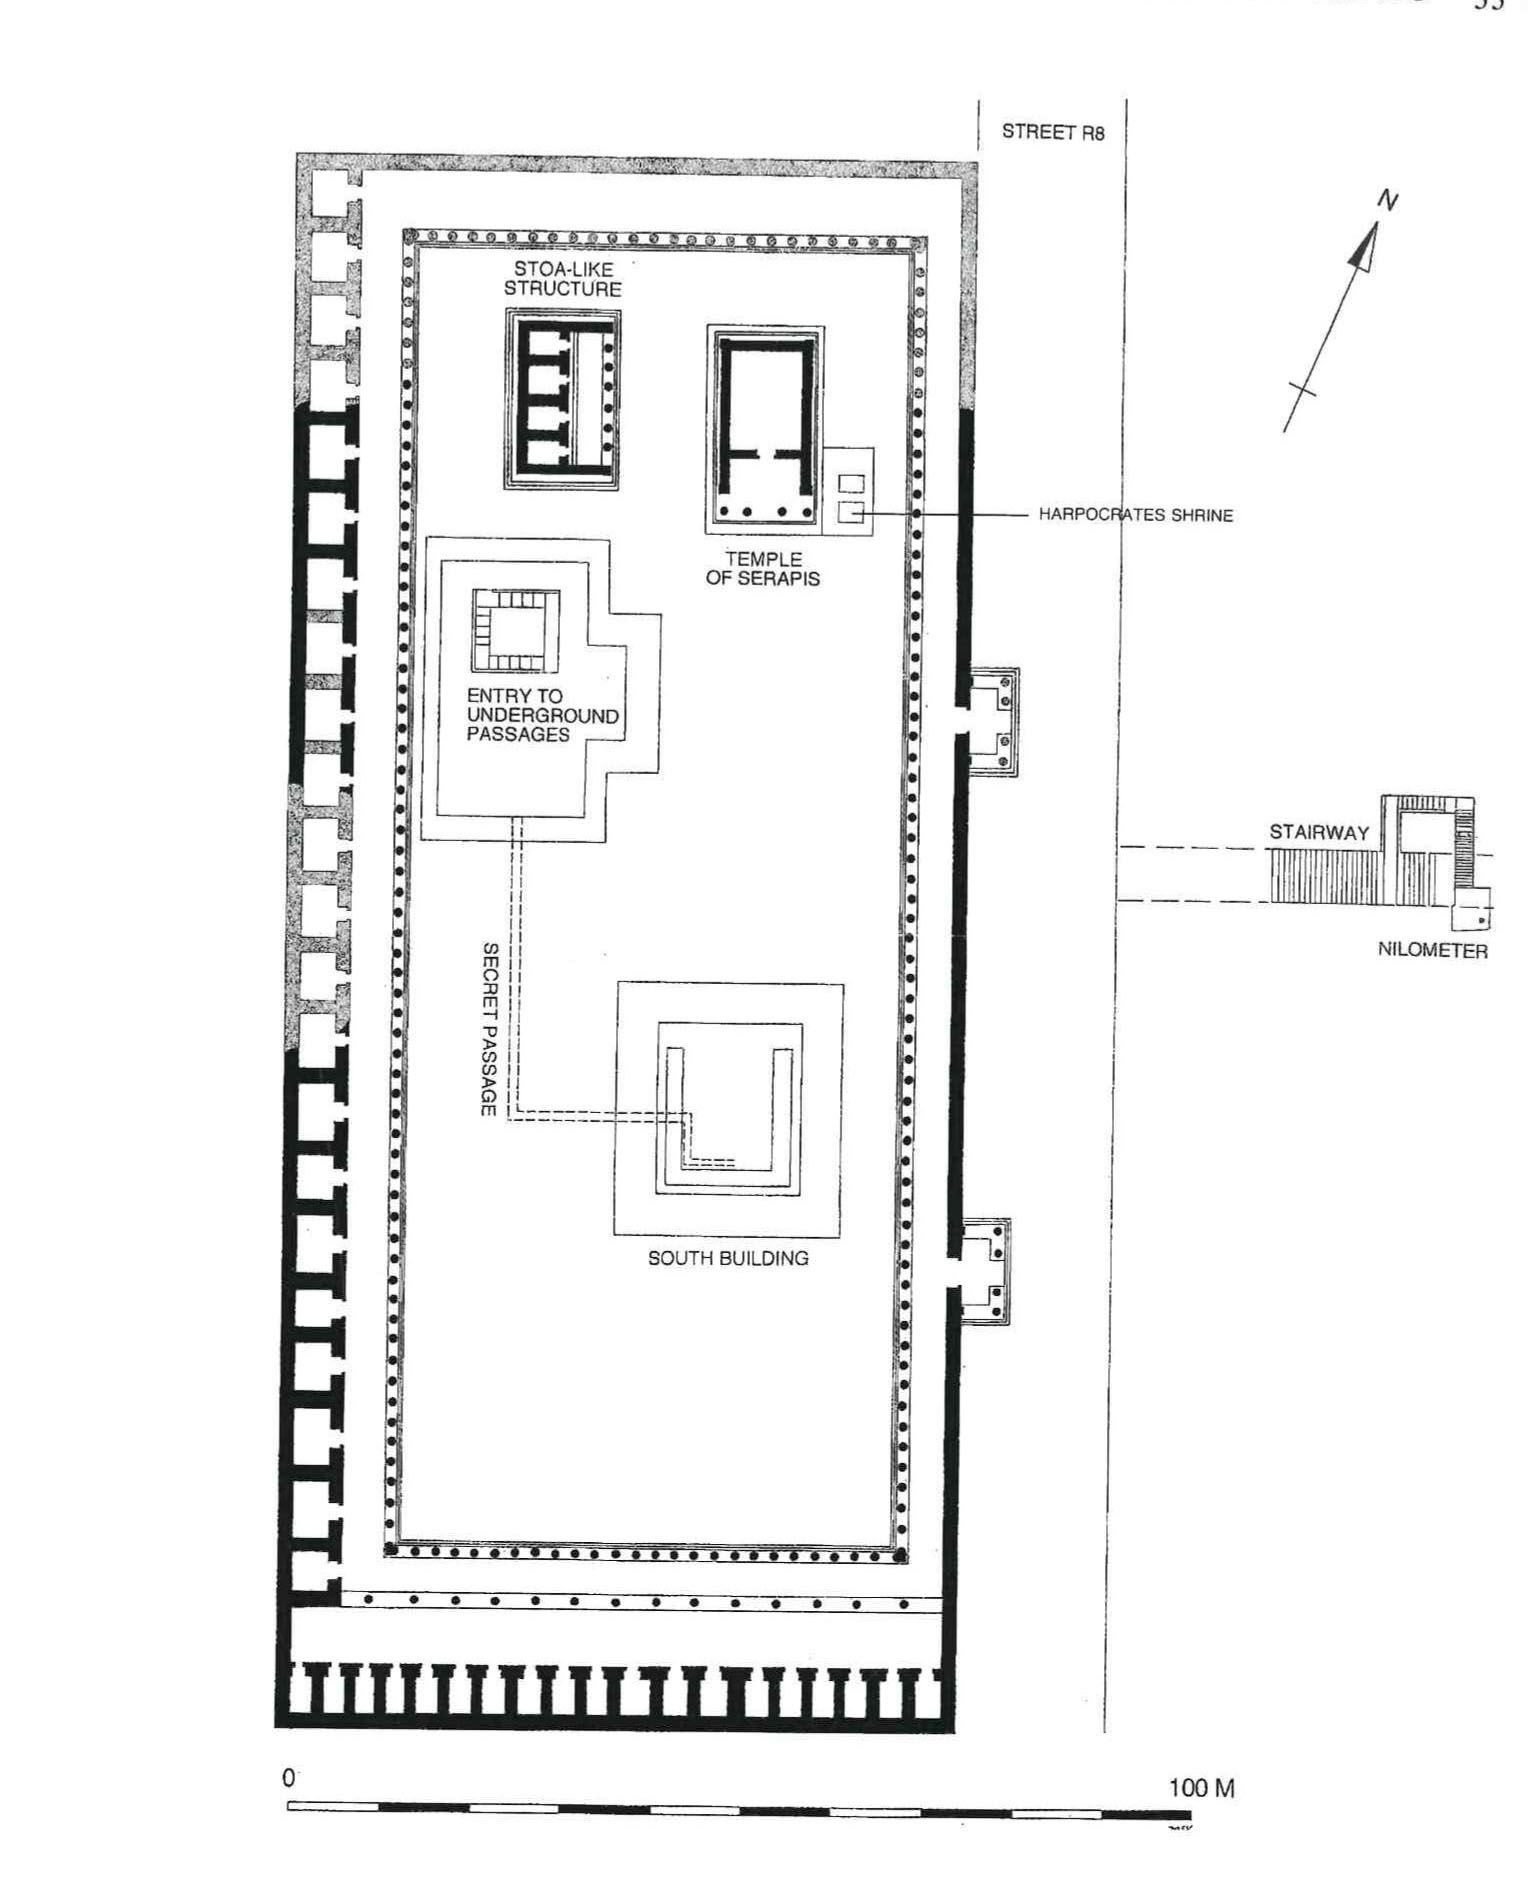 55
STREET R8
N
STOA-LIKE
STRUCTURE
HARPOCRATES SHRINE
TEMPLE
OF SERAPIS
ENTRY TO
UNDERGROUND
PASSAGES
STAIRWAY
NILOMETER
SECRET PASSAGE
SOUTH BUILDING
0
100 M